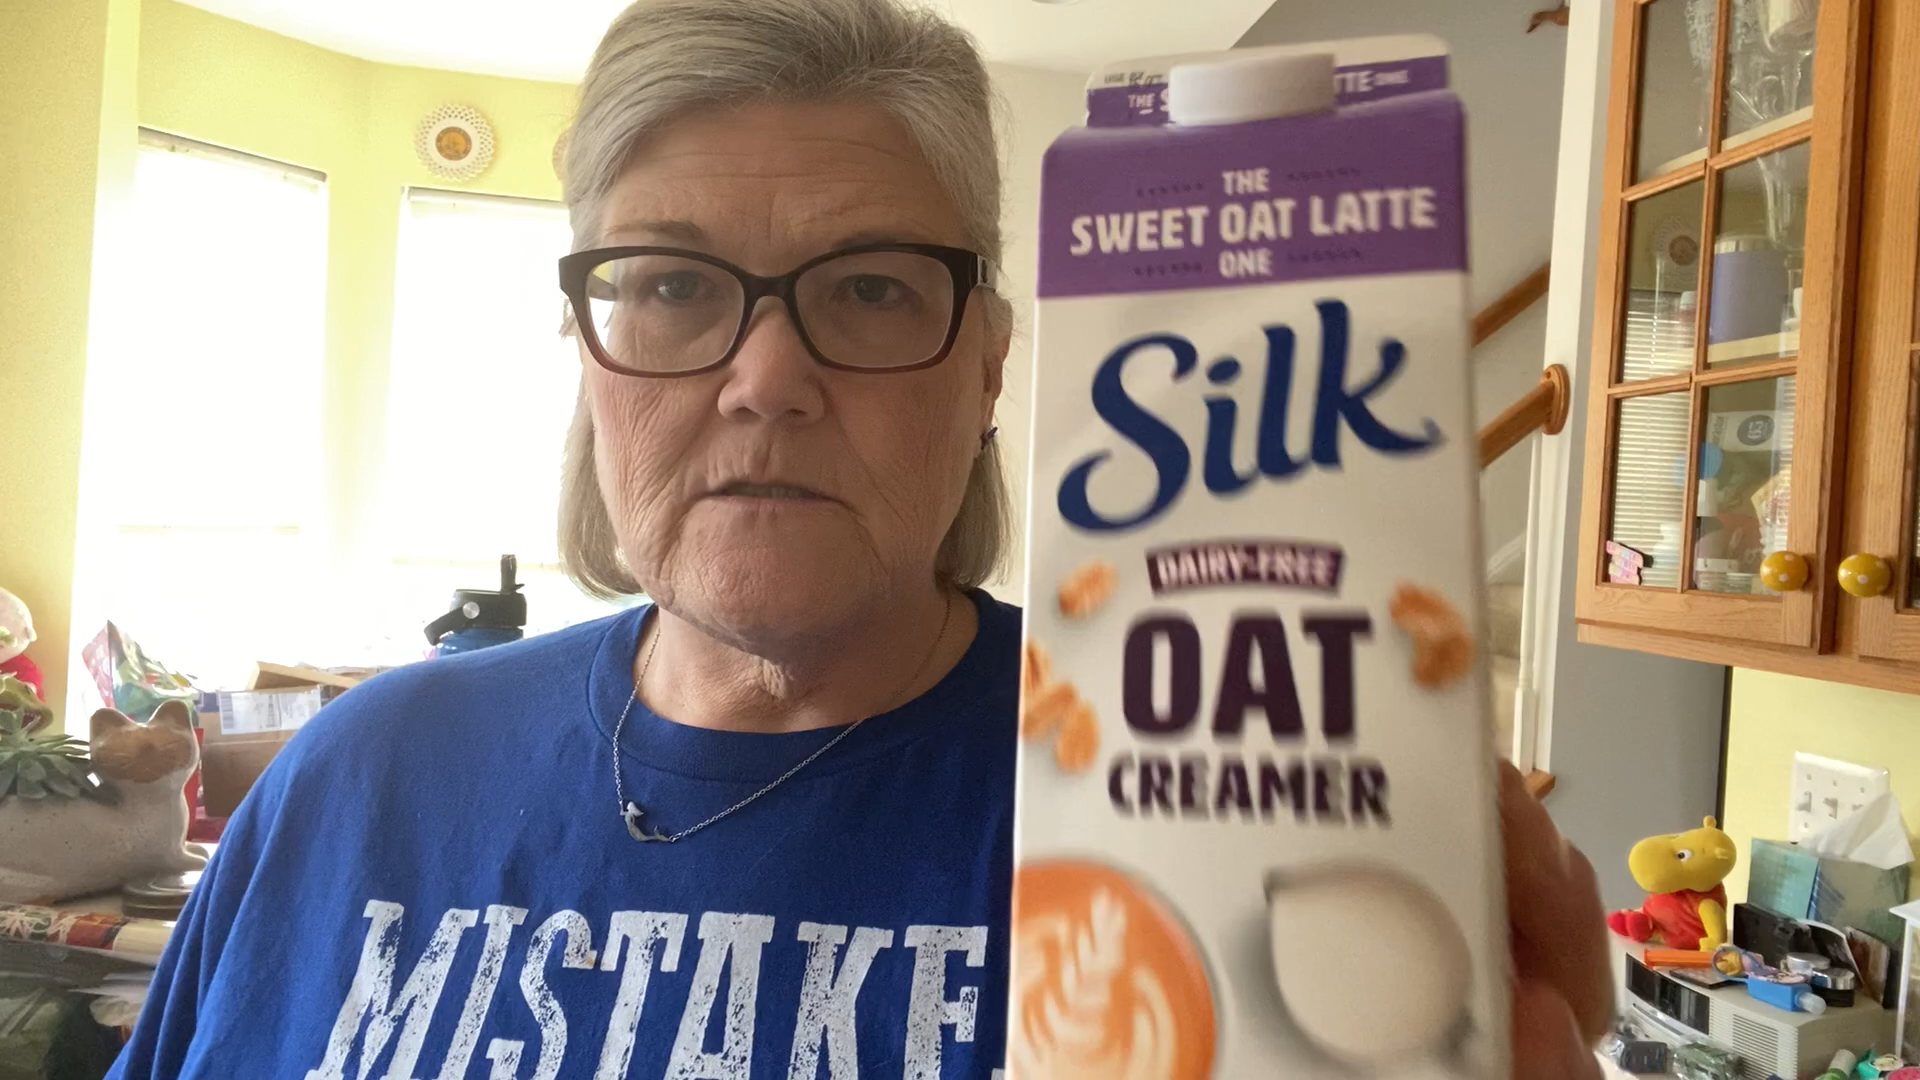 THE
SWEET OAT LATTE
ONE
Silk
DAIRY-FREE
OAT
CREAMER
MISTAKE